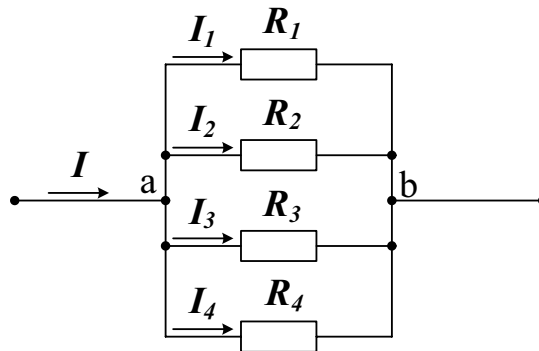 I₁ R₁
I₂ R₂
I a b
I₃ R₃
I₄ R₄